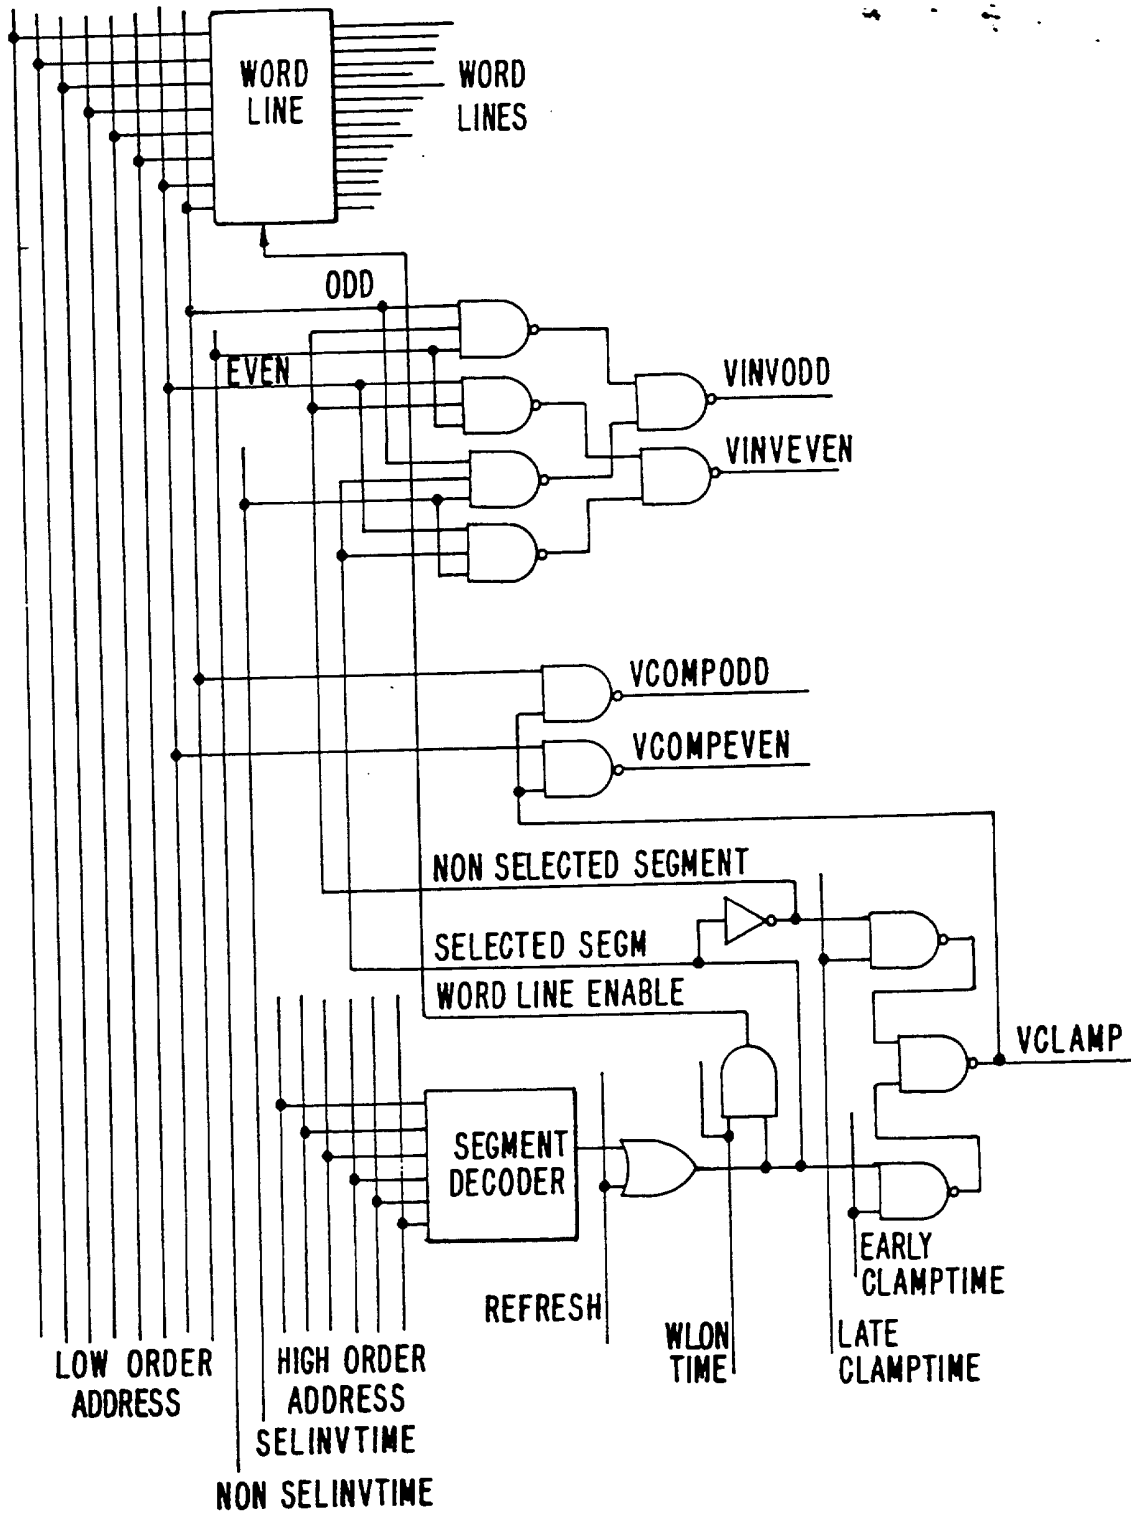 WORD
LINE
WORD
LINES
ODD
EVEN
VINVODD
VINVEVEN
VCOMPODD
VCOMPEVEN
NON SELECTED SEGMENT
SELECTED SEGM
WORD LINE ENABLE
VCLAMP
SEGMENT
DECODER
EARLY
CLAMPTIME
REFRESH
WLON
TIME
LATE
CLAMPTIME
LOW ORDER
ADDRESS
HIGH ORDER
ADDRESS
SELINVTIME
NON SELINVTIME